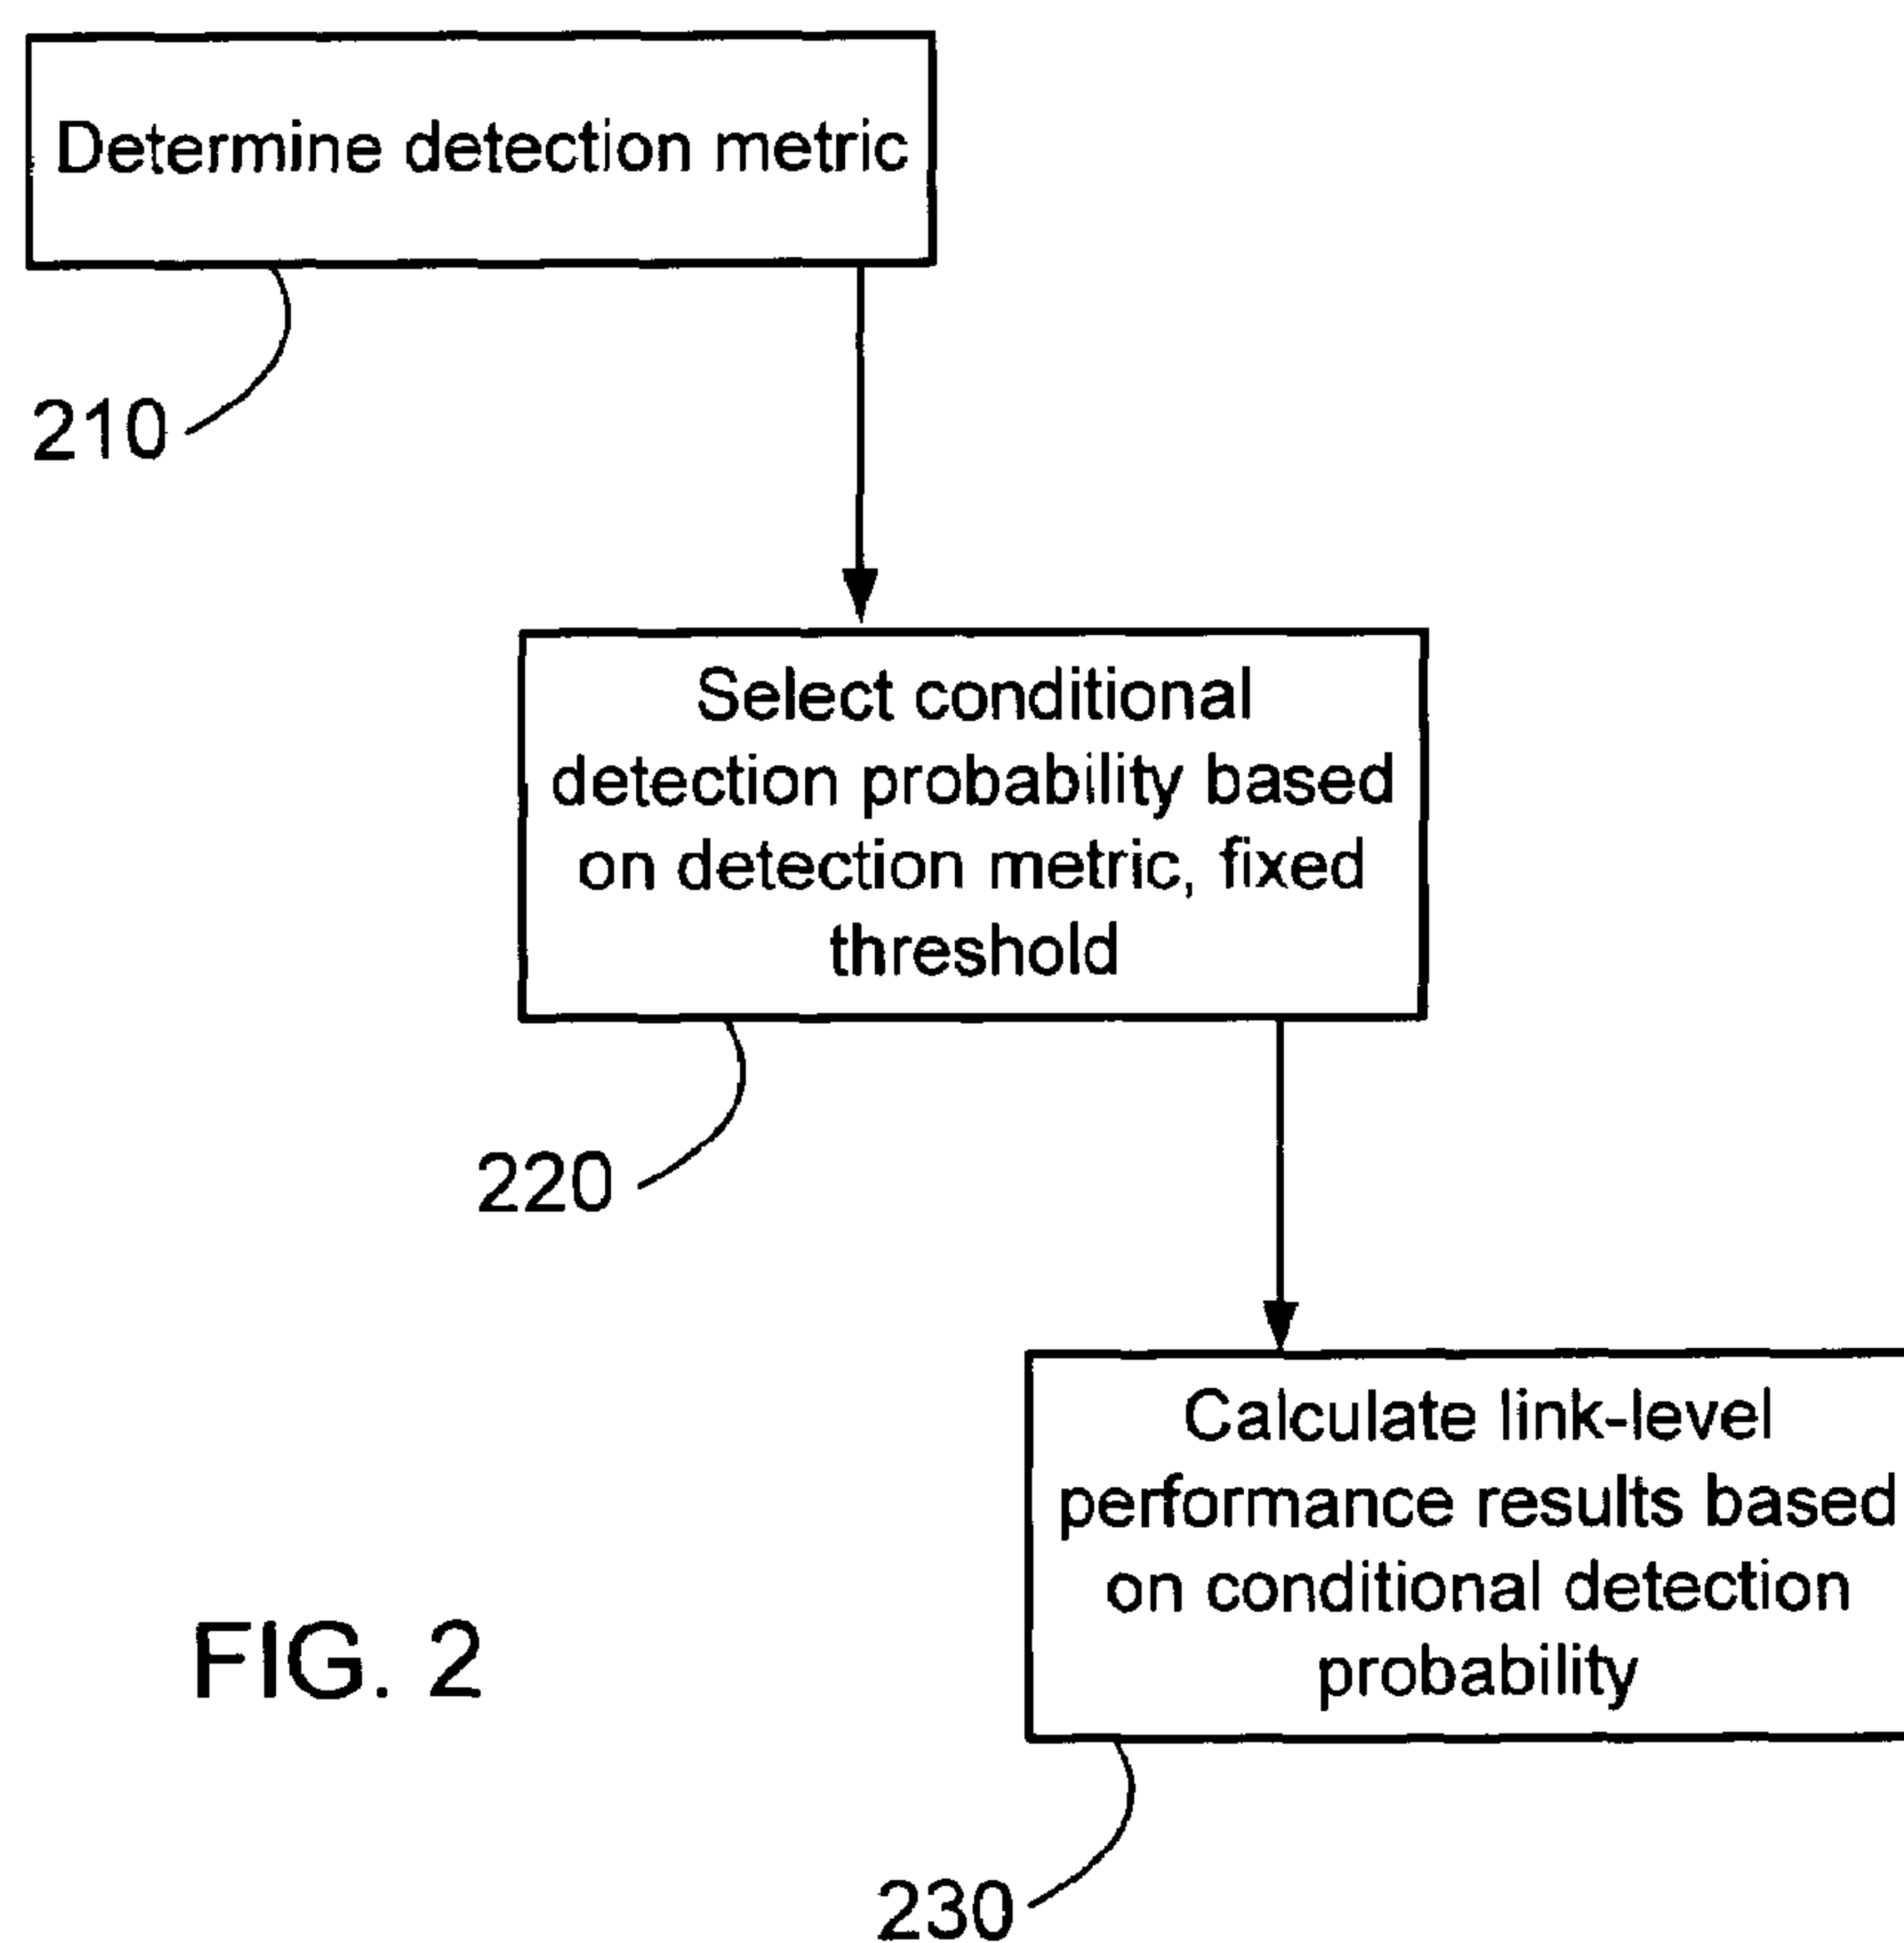 Determine detection metric
210
Select conditional
detection probability based
on detection metric, fixed
threshold
220
Calculate link-level
performance results based
on conditional detection
probability
FIG. 2
230